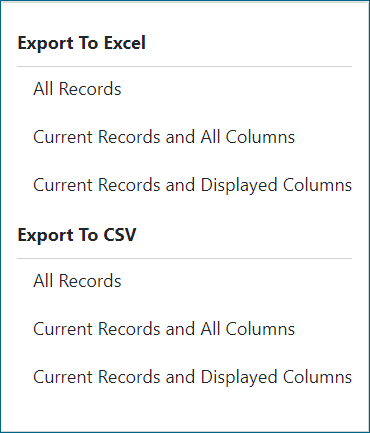 Export To Excel
All Records
Current Records and All Columns
Current Records and Displayed Columns
Export To CSV
All Records
Current Records and All Columns
Current Records and Displayed Columns